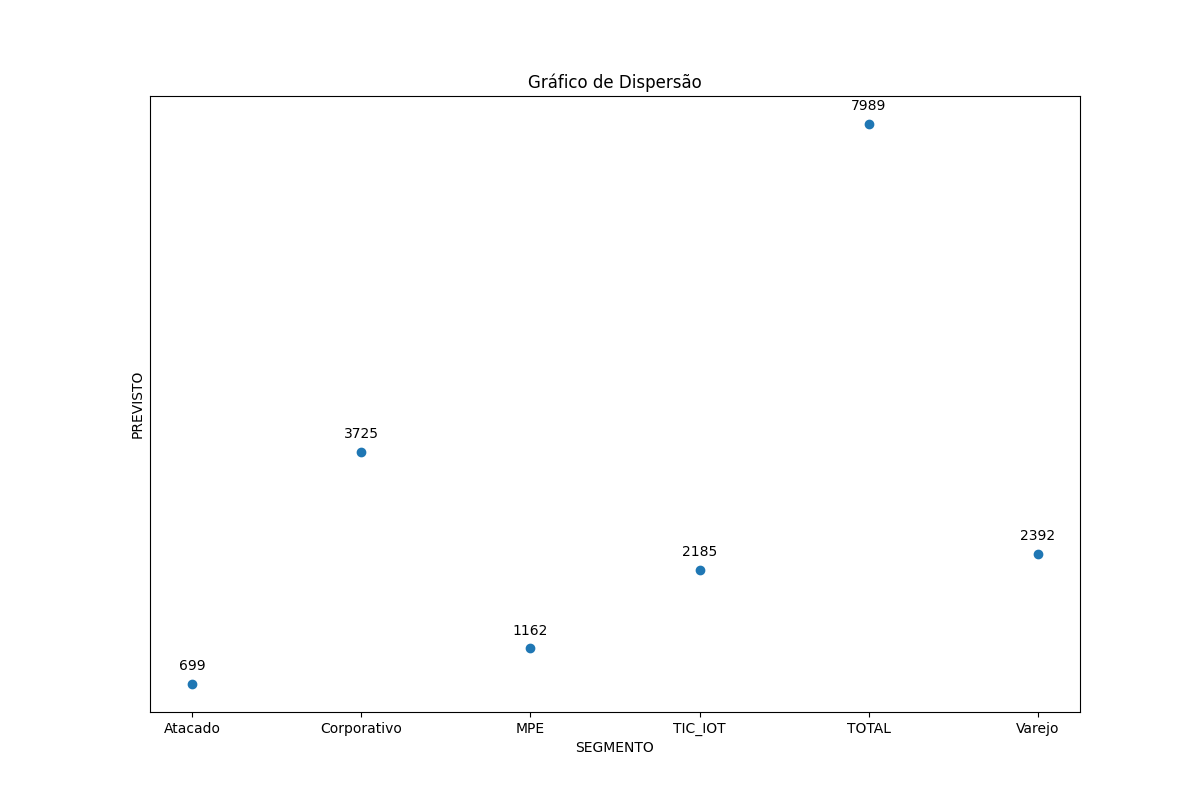 Gráfico de Dispersão
7989
3725
2392
2185
1162
699
PREVISTO
Atacado Corporativo MPE TIC_IOT TOTAL Varejo
SEGMENTO